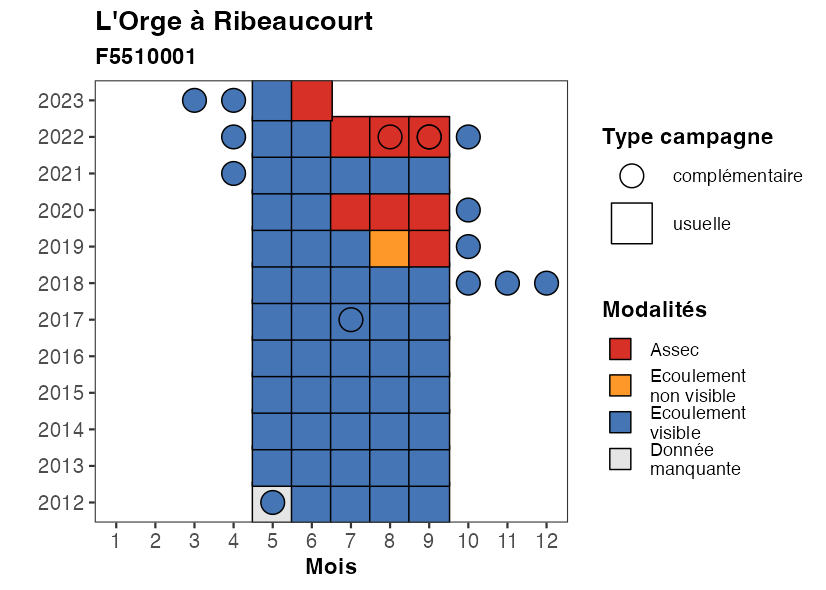 L'Orge à Ribeaucourt
F5510001
2023
2022
2021
2020
2019
2018
2017
2016
2015
2014
2013
2012
1 2 3 4 5 6 7 8 9 10 11 12
Mois
Type campagne
complémentaire
usuelle
Modalités
Assec
Ecoulement
non visible
Ecoulement
visible
Donnée
manquante